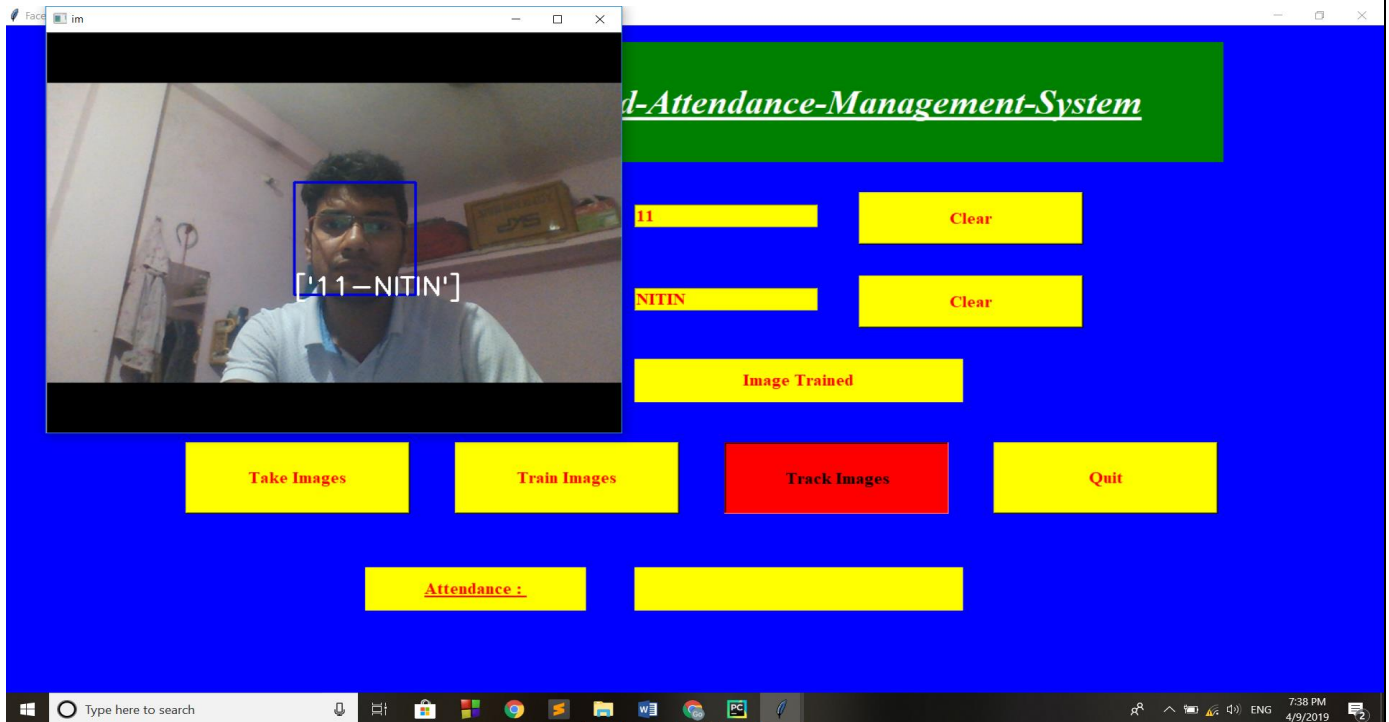 Face
im
d-Attendance-Management-System
11
Clear
['11-NITIN']
NITIN
Clear
Image Trained
Take Images
Train Images
Track Images
Quit
Attendance :
Type here to search
ENG
7:38 PM
4/9/2019
2